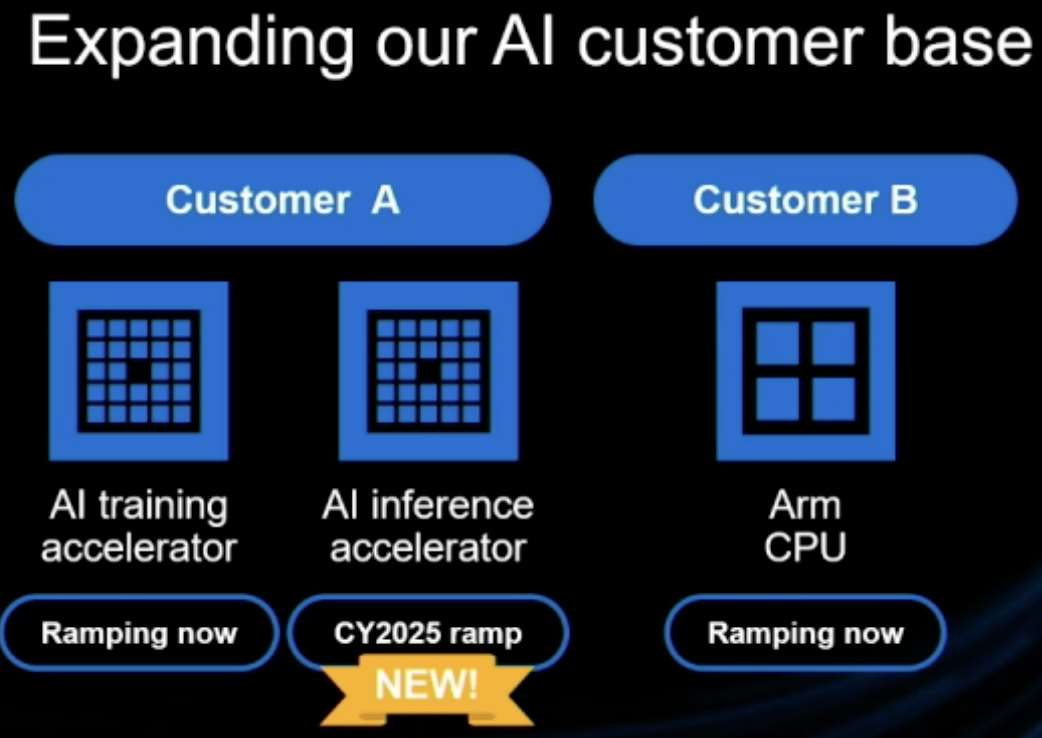 Expanding our AI customer base
Customer A
Customer B
AI training
accelerator
AI inference
accelerator
Arm
CPU
Ramping now
CY2025 ramp
NEW!
Ramping now